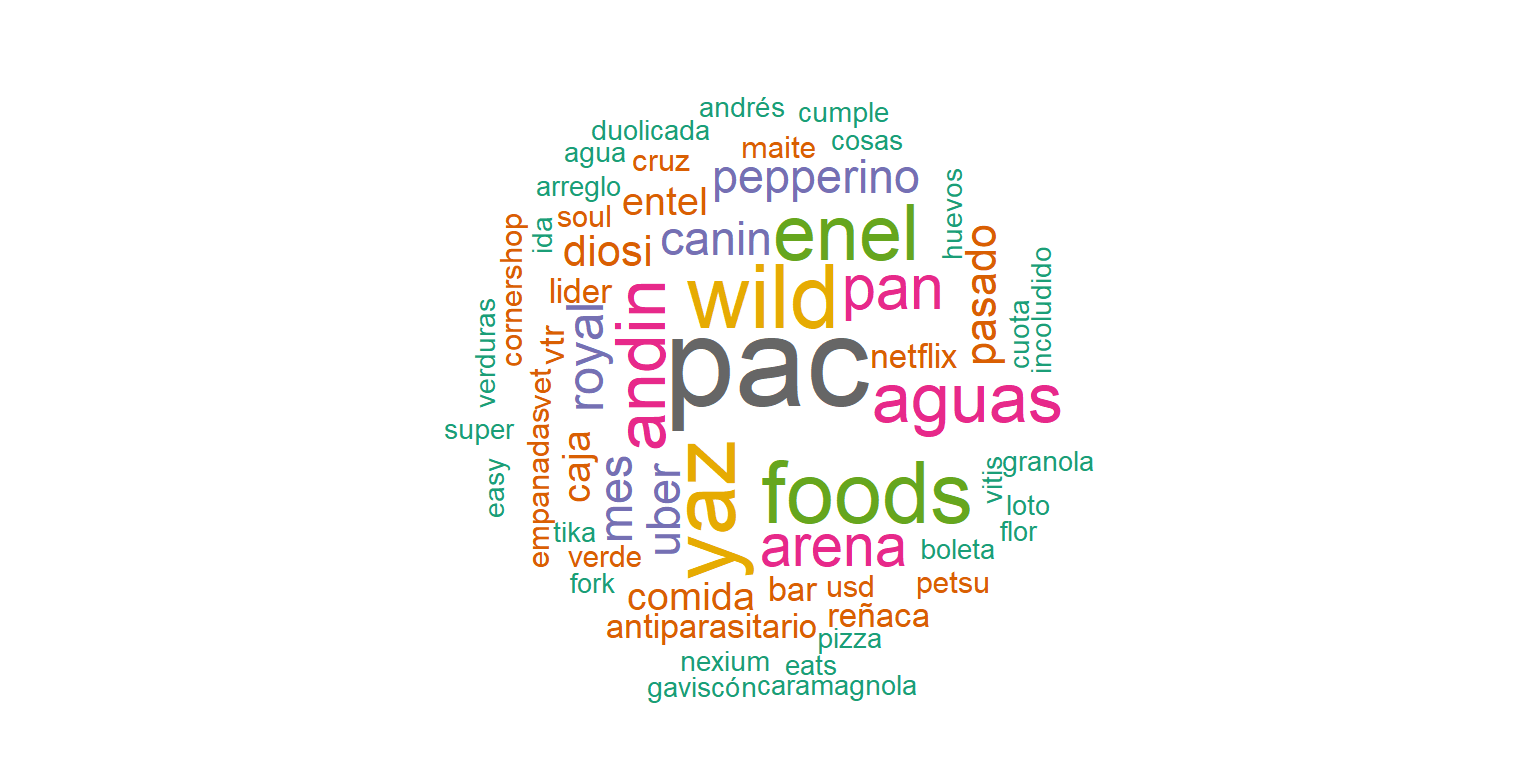 andrés
cumple
duolicada
cosas
agua
cruz
maite
pepperino
arreglo
entel
soul
ida
diosi
canin
enel
huevos
cornershop
lider
royal
andin
wild
pan
pasado
cuota
incoludido
verduras
vtr
pac
netflix
vet
aguas
super
empanadas
caja
easy
mes
uber
yaz
foods
vitis
granola
loto
tika
flor
verde
arena
boleta
fork
comida
bar
usd
petsu
antiparasitario
reñaca
pizza
nexium
eats
gaviscón
caramagnola